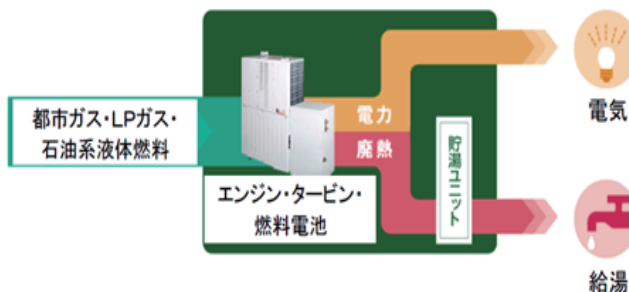 都市ガス・LPガス・
石油系液体燃料
エンジン・タービン・
燃料電池
電力
廃熱
貯湯ユニット
電気
給湯